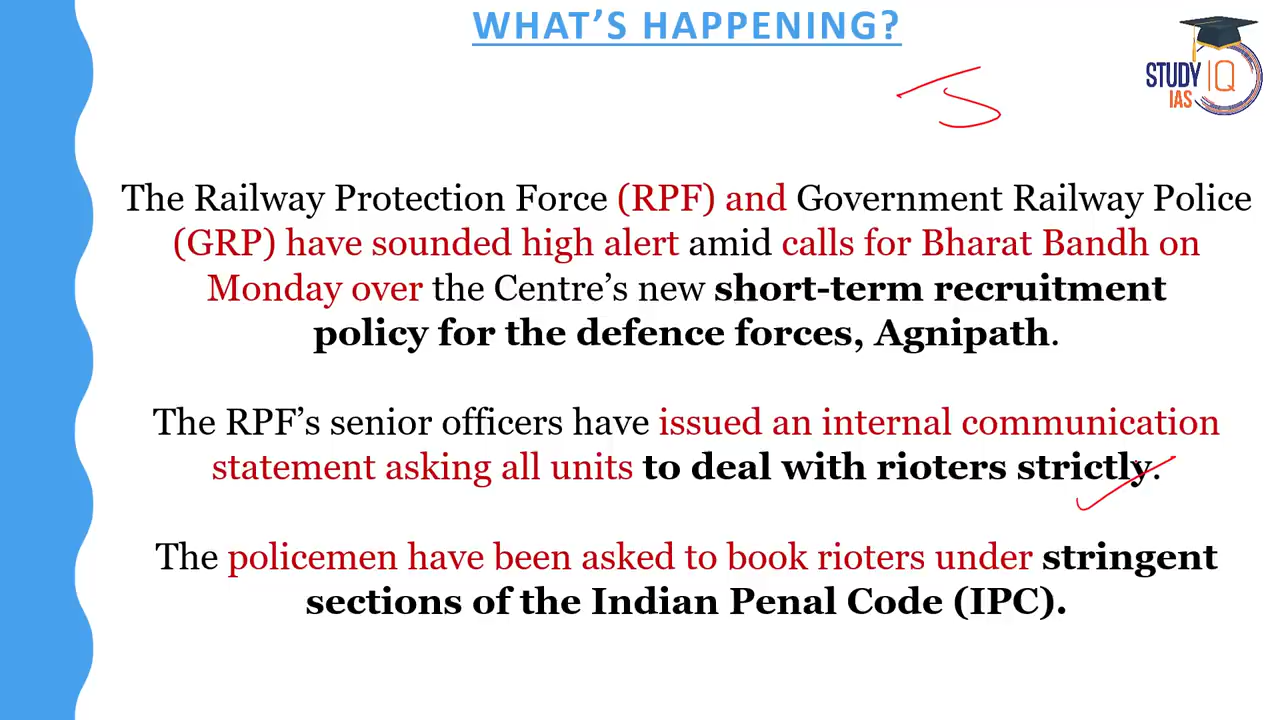 WHAT'S HAPPENING?
STUDY IQ
IAS
The Railway Protection Force (RPF) and Government Railway Police
(GRP) have sounded high alert amid calls for Bharat Bandh on
Monday over the Centre’s new short-term recruitment
policy for the defence forces, Agnipath.
The RPF’s senior officers have issued an internal communication
statement asking all units to deal with rioters strictly.
The policemen have been asked to book rioters under stringent
sections of the Indian Penal Code (IPC).